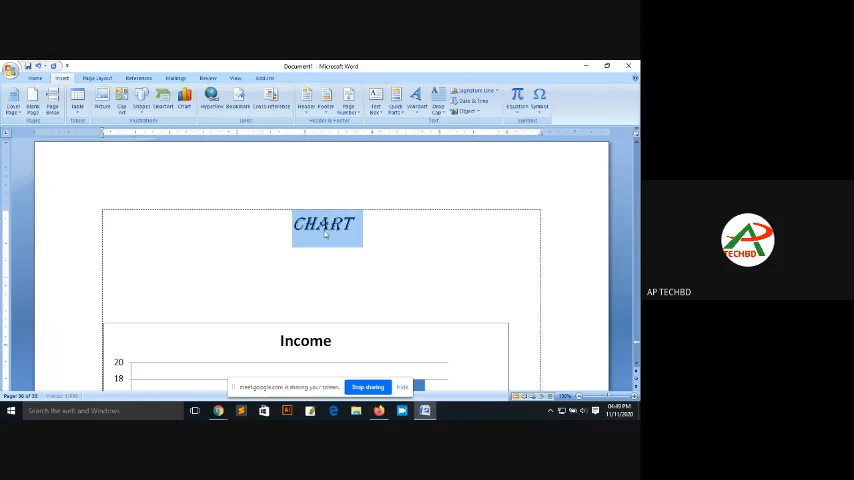 Document1 - Microsoft Word
Home Insert Page Layout References Mailings Review View Add-Ins
Cover Page Blank Page Page Break Table Picture Clip Art Shapes SmartArt Chart Hyperlink Bookmark Cross-reference Header Footer Page Number Text Box Quick Parts WordArt Drop Cap Signature Line Date & Time Object Equation Symbol
Pages Tables Illustrations Links Header & Footer Text Symbols
CHART
Income
20
18
meet.google.com is sharing your screen. Stop sharing Hide
150%
Search the web and Windows
04:49 PM
11/11/2020
A P
TECHBD
AP TECHBD